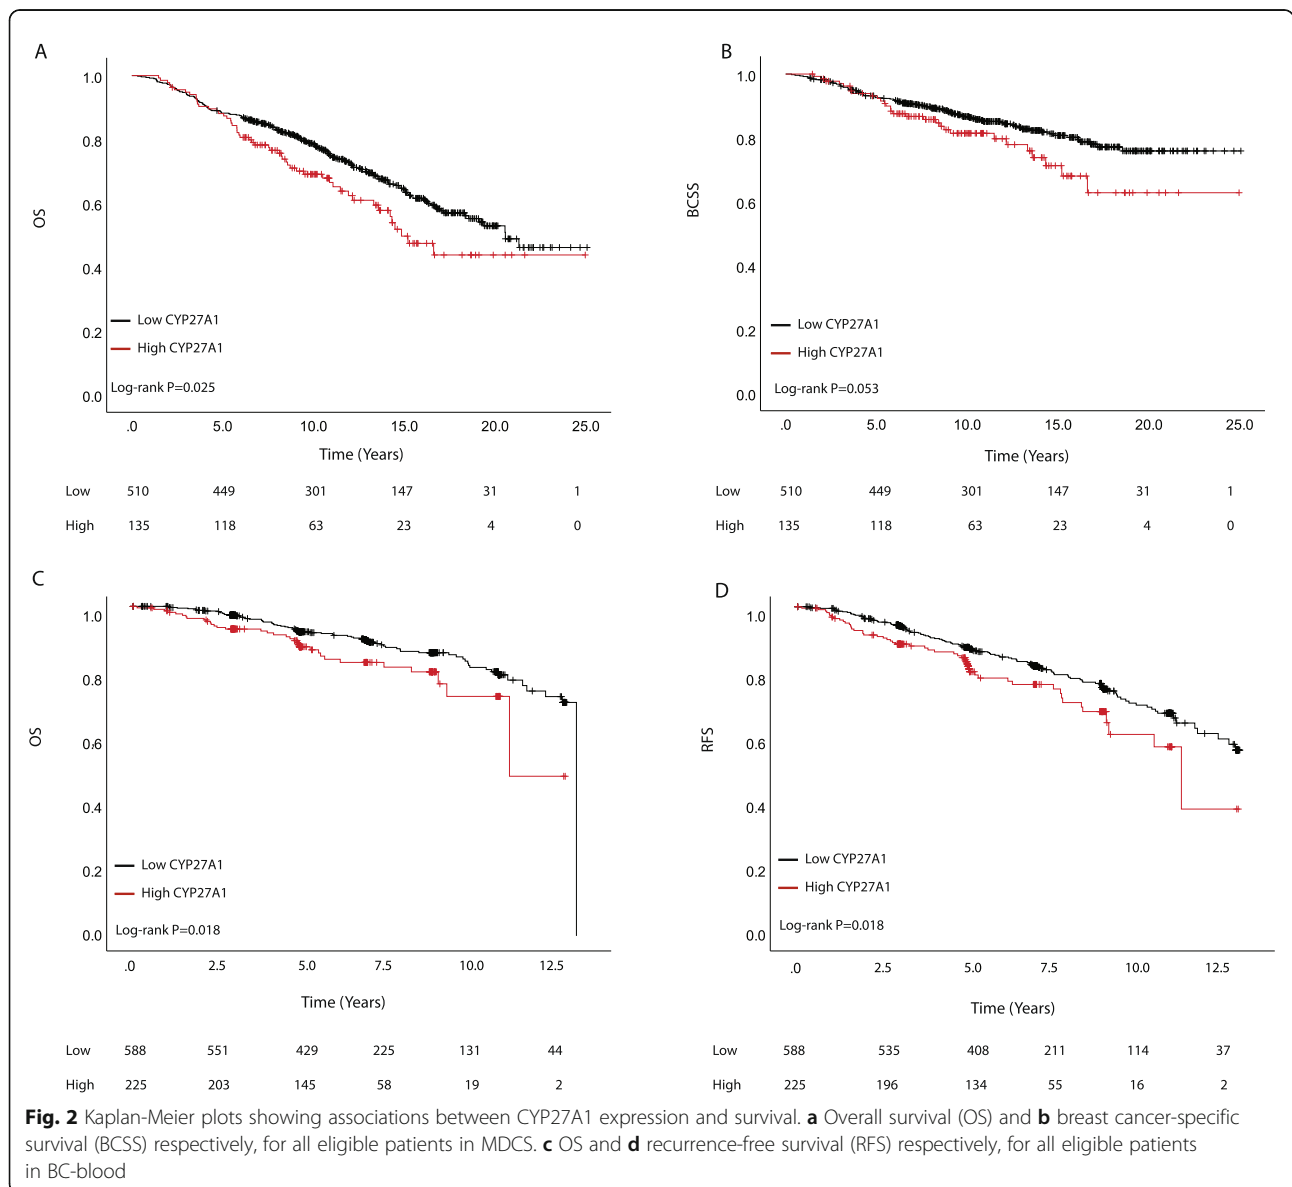 A
OS
1.0
0.8
0.6
0.4
0.2
0.0
Low CYP27A1
High CYP27A1
Log-rank P=0.025
.0 5.0 10.0 15.0 20.0 25.0
Time (Years)
Low 510 449 301 147 31 1
High 135 118 63 23 4 0
B
BCSS
1.0
0.8
0.6
0.4
0.2
0.0
Low CYP27A1
High CYP27A1
Log-rank P=0.053
.0 5.0 10.0 15.0 20.0 25.0
Time (Years)
Low 510 449 301 147 31 1
High 135 118 63 23 4 0
C
OS
1.0
0.8
0.6
0.4
0.2
0.0
Low CYP27A1
High CYP27A1
Log-rank P=0.018
.0 2.5 5.0 7.5 10.0 12.5
Time (Years)
Low 588 551 429 225 131 44
High 225 203 145 58 19 2
D
RFS
1.0
0.8
0.6
0.4
0.2
0.0
Low CYP27A1
High CYP27A1
Log-rank P=0.018
.0 2.5 5.0 7.5 10.0 12.5
Time (Years)
Low 588 535 408 211 114 37
High 225 196 134 55 16 2
Fig. 2 Kaplan-Meier plots showing associations between CYP27A1 expression and survival. a Overall survival (OS) and b breast cancer-specific
survival (BCSS) respectively, for all eligible patients in MDCS. c OS and d recurrence-free survival (RFS) respectively, for all eligible patients
in BC-blood